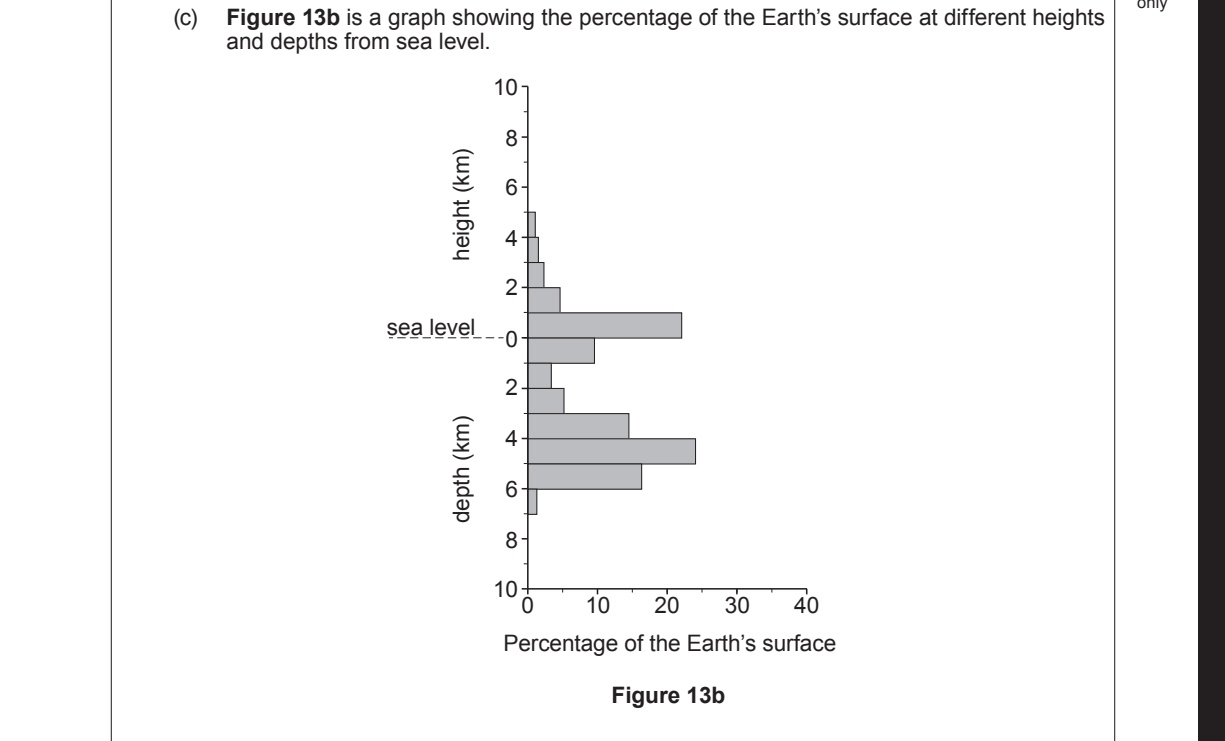 only
(c) Figure 13b is a graph showing the percentage of the Earth's surface at different heights
and depths from sea level.
10
8
6
4
2
0
2
4
6
8
10
height (km)
sea level
depth (km)
0 10 20 30 40
Percentage of the Earth's surface
Figure 13b